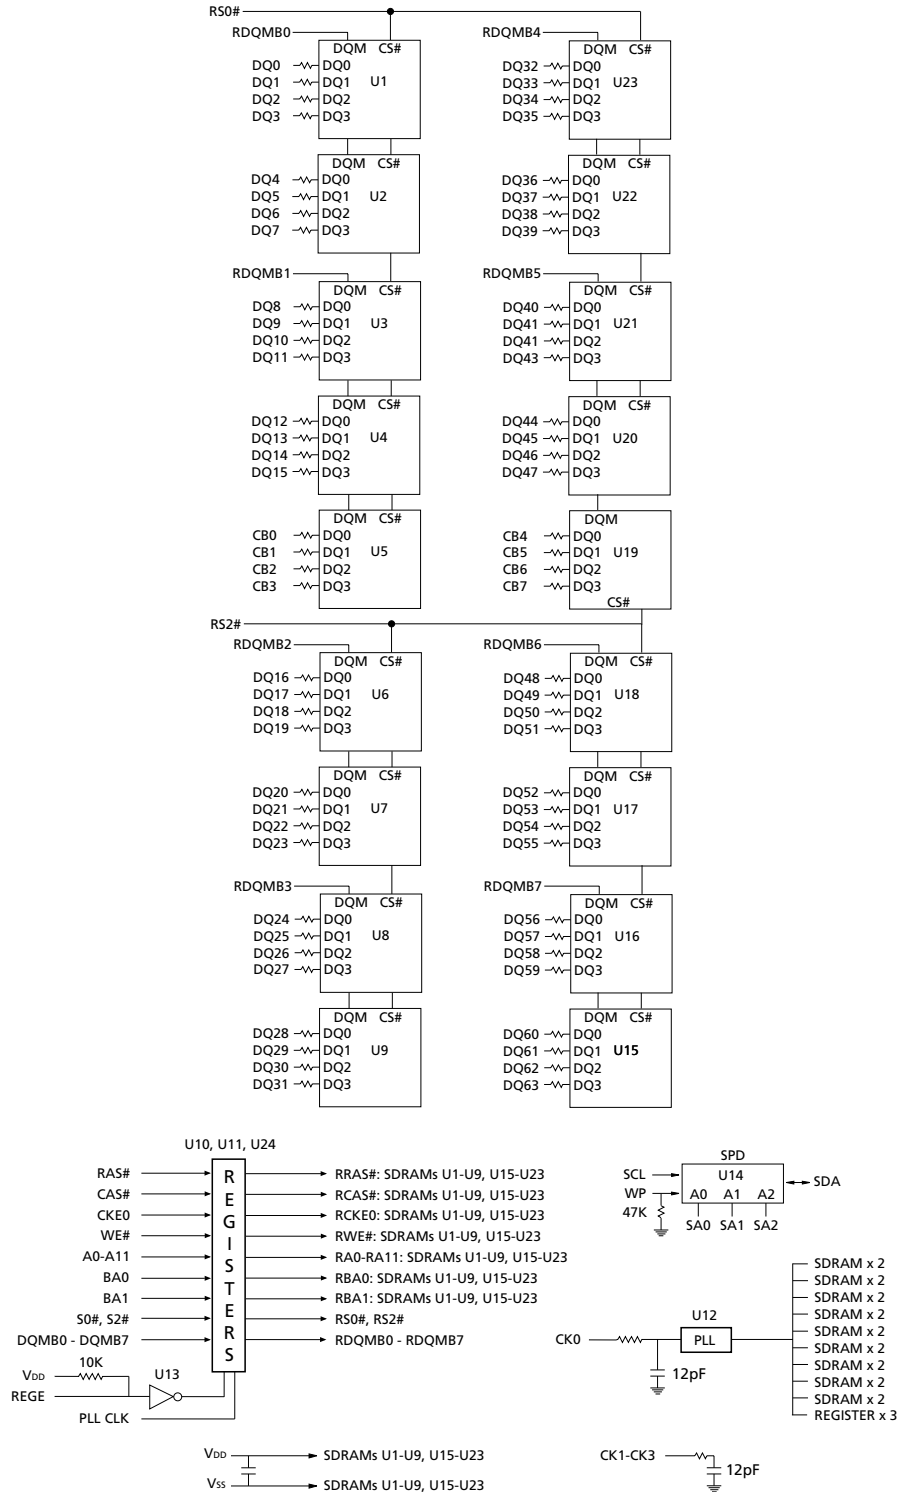 RS0#
RDQMB0
DQM CS#
DQ0 DQ0
DQ1 DQ1 U1
DQ2 DQ2
DQ3 DQ3
DQM CS#
DQ4 DQ0
DQ5 DQ1 U2
DQ6 DQ2
DQ7 DQ3
RDQMB1
DQM CS#
DQ8 DQ0
DQ9 DQ1 U3
DQ10 DQ2
DQ11 DQ3
DQM CS#
DQ12 DQ0
DQ13 DQ1 U4
DQ14 DQ2
DQ15 DQ3
DQM CS#
CB0 DQ0
CB1 DQ1 U5
CB2 DQ2
CB3 DQ3
RDQMB4
DQM CS#
DQ32 DQ0
DQ33 DQ1 U23
DQ34 DQ2
DQ35 DQ3
DQM CS#
DQ36 DQ0
DQ37 DQ1 U22
DQ38 DQ2
DQ39 DQ3
RDQMB5
DQM CS#
DQ40 DQ0
DQ41 DQ1 U21
DQ41 DQ2
DQ43 DQ3
DQM CS#
DQ44 DQ0
DQ45 DQ1 U20
DQ46 DQ2
DQ47 DQ3
DQM
CB4 DQ0
CB5 DQ1 U19
CB6 DQ2
CB7 DQ3
CS#
RS2#
RDQMB2
DQM CS#
DQ16 DQ0
DQ17 DQ1 U6
DQ18 DQ2
DQ19 DQ3
DQM CS#
DQ20 DQ0
DQ21 DQ1 U7
DQ22 DQ2
DQ23 DQ3
RDQMB3
DQM CS#
DQ24 DQ0
DQ25 DQ1 U8
DQ26 DQ2
DQ27 DQ3
DQM CS#
DQ28 DQ0
DQ29 DQ1 U9
DQ30 DQ2
DQ31 DQ3
RDQMB6
DQM CS#
DQ48 DQ0
DQ49 DQ1 U18
DQ50 DQ2
DQ51 DQ3
DQM CS#
DQ52 DQ0
DQ53 DQ1 U17
DQ54 DQ2
DQ55 DQ3
RDQMB7
DQM CS#
DQ56 DQ0
DQ57 DQ1 U16
DQ58 DQ2
DQ59 DQ3
DQM CS#
DQ60 DQ0
DQ61 DQ1 U15
DQ62 DQ2
DQ63 DQ3
U10, U11, U24
REGISTERS
RAS# RRAS#: SDRAMs U1-U9, U15-U23
CAS# RCAS#: SDRAMs U1-U9, U15-U23
CKE0 RCKE0: SDRAMs U1-U9, U15-U23
WE# RWE#: SDRAMs U1-U9, U15-U23
A0-A11 RA0-RA11: SDRAMs U1-U9, U15-U23
BA0 RBA0: SDRAMs U1-U9, U15-U23
BA1 RBA1: SDRAMs U1-U9, U15-U23
S0#, S2# RS0#, RS2#
DQMB0 - DQMB7 RDQMB0 - RDQMB7
10K
VDD U13
REGE
PLL CLK
SPD
SCL U14
WP A0 A1 A2 SDA
47K SA0 SA1 SA2
U12
CK0 PLL
12pF
SDRAM x 2
SDRAM x 2
SDRAM x 2
SDRAM x 2
SDRAM x 2
SDRAM x 2
SDRAM x 2
SDRAM x 2
SDRAM x 2
REGISTER x 3
VDD SDRAMs U1-U9, U15-U23
VSS SDRAMs U1-U9, U15-U23
CK1-CK3
12pF